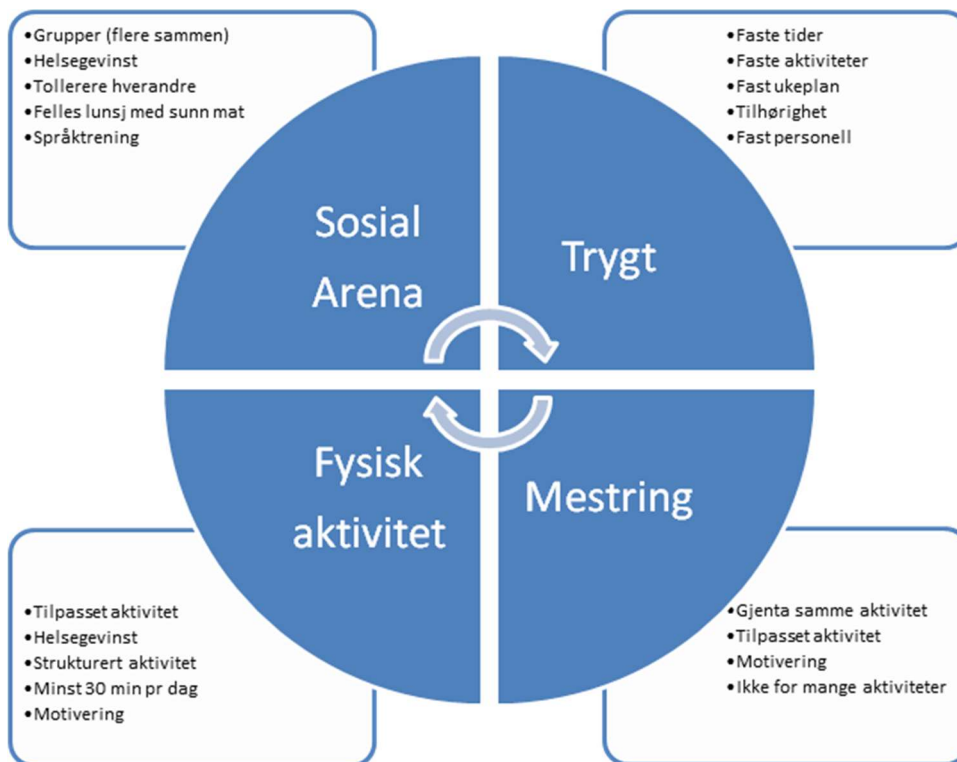 •Grupper (flere sammen)
•Helsegevinst
•Tollerere hverandre
•Felles lunsj med sunn mat
•Språktrening
•Faste tider
•Faste aktiviteter
•Fast ukeplan
•Tilhørighet
•Fast personell
Sosial
Arena
Trygt
Fysisk
aktivitet
Mestring
•Tilpasset aktivitet
•Helsegevinst
•Strukturert aktivitet
•Minst 30 min pr dag
•Motivering
•Gjenta samme aktivitet
•Tilpasset aktivitet
•Motivering
•Ikke for mange aktiviteter